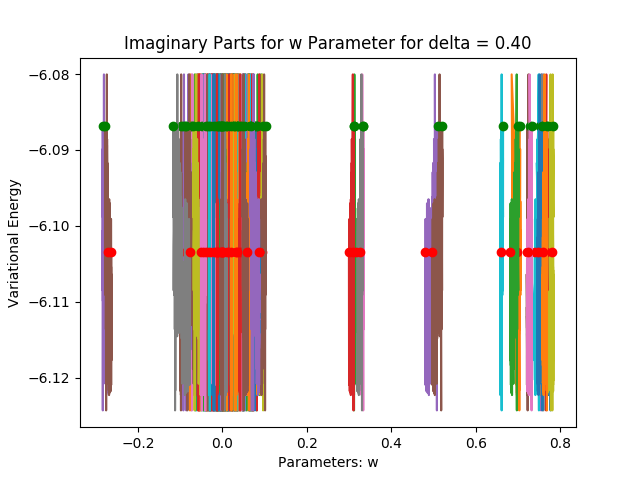 Imaginary Parts for w Parameter for delta = 0.40
Variational Energy
−6.08
−6.09
−6.10
−6.11
−6.12
−0.2 0.0 0.2 0.4 0.6 0.8
Parameters: w